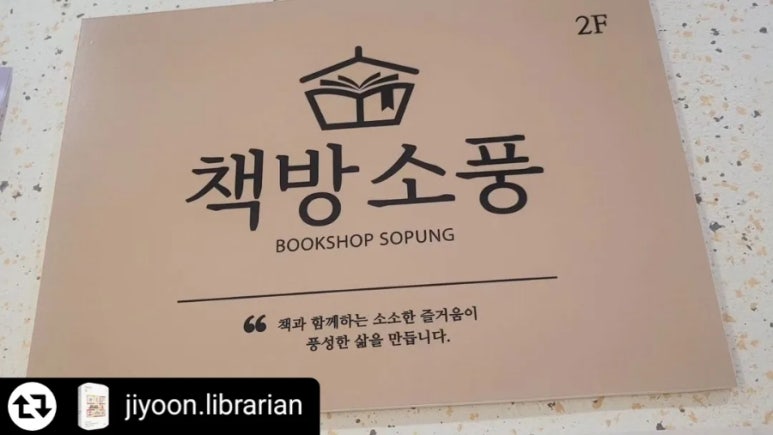 2F
책방소풍
BOOKSHOP SOPUNG
❝ 책과 함께하는 소소한 즐거움이
풍성한 삶을 만듭니다.
jiyoon.librarian